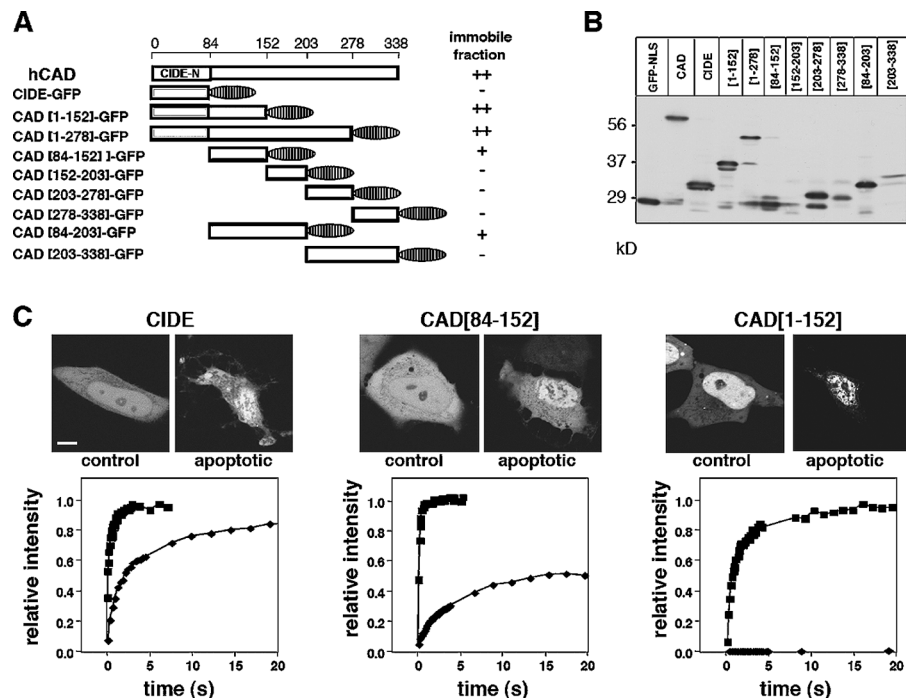 A
0 84 152 203 278 338
immobile
fraction
hCAD CIDE-N ++
CIDE-GFP -
CAD [1-152]-GFP ++
CAD [1-278]-GFP ++
CAD [84-152] ]-GFP +
CAD [152-203]-GFP -
CAD [203-278]-GFP -
CAD [278-338]-GFP -
CAD [84-203]-GFP +
CAD [203-338]-GFP -
B
GFP-NLS CAD CIDE [1-152] [1-278] [84-152] [152-203] [203-278] [278-338] [84-203] [203-338]
56
37
29
kD
C
CIDE CAD[84-152] CAD[1-152]
control apoptotic control apoptotic control apoptotic
relative intensity
1.0
0.8
0.6
0.4
0.2
0.0
0 5 10 15 20
time (s)
relative intensity
1.0
0.8
0.6
0.4
0.2
0.0
0 5 10 15 20
time (s)
relative intensity
1.0
0.8
0.6
0.4
0.2
0.0
0 5 10 15 20
time (s)